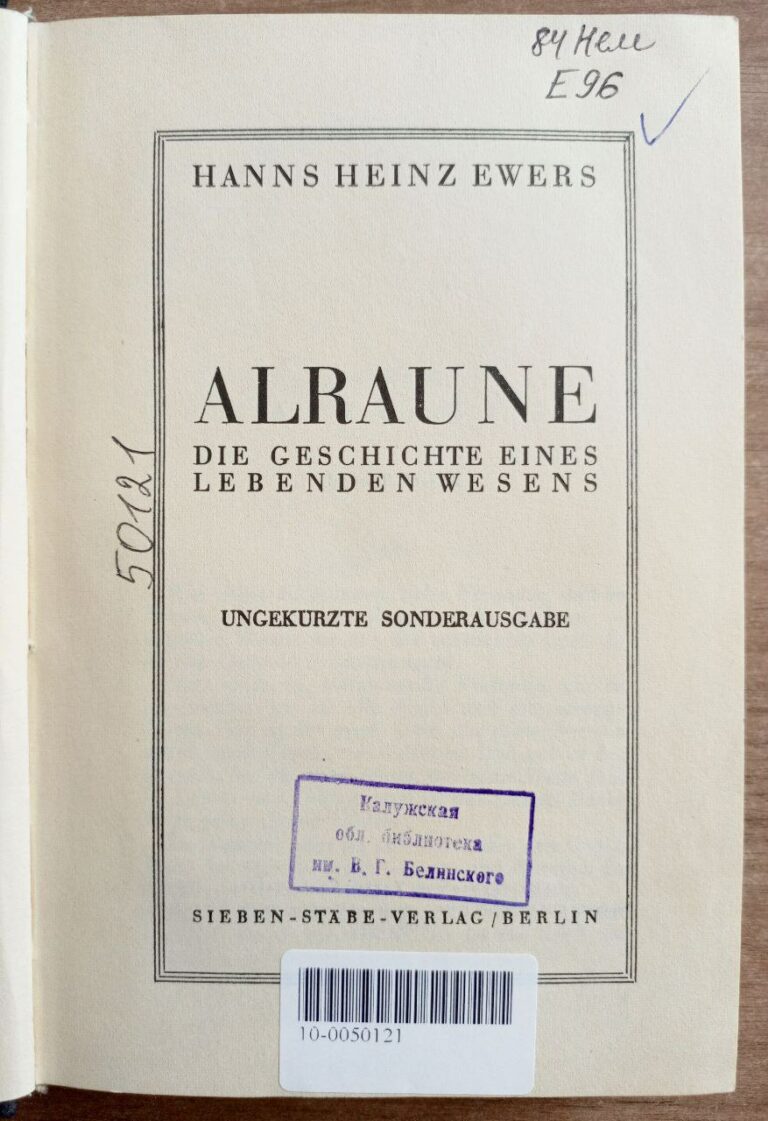 84 Нем
E 96
HANNS HEINZ EWERS
ALRAUNE
DIE GESCHICHTE EINES
LEBENDEN WESENS
50121
UNGEKÜRZTE SONDERAUSGABE
Калужская
обл. библиотека
им. В. Г. Белинского
SIEBEN-STÄBE-VERLAG/BERLIN
10-0050121